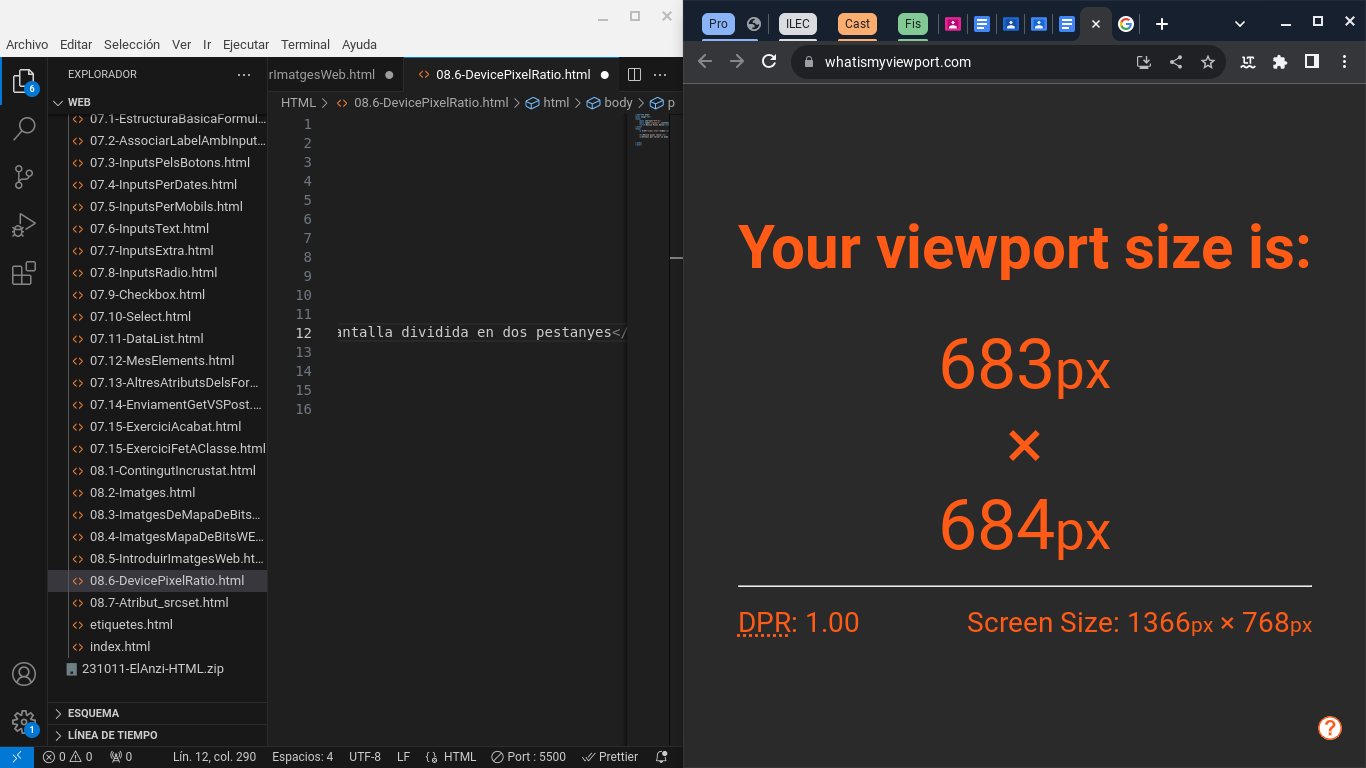 Archivo Editar Selección Ver Ir Ejecutar Terminal Ayuda
EXPLORADOR
WEB
07.1-EstructuraBàsicaFormul...
07.2-AssociarLabelAmbInput...
07.3-InputsPelsBotons.html
07.4-InputsPerDates.html
07.5-InputsPerMobils.html
07.6-InputsText.html
07.7-InputsExtra.html
07.8-InputsRadio.html
07.9-Checkbox.html
07.10-Select.html
07.11-DataList.html
07.12-MesElements.html
07.13-AltresAtributsDelsFor...
07.14-EnviamentGetVSPost....
07.15-ExerciciAcabat.html
07.15-ExerciciFetAClasse.html
08.1-ContingutIncrustat.html
08.2-Imatges.html
08.3-ImatgesDeMapaDeBits...
08.4-ImatgesMapaDeBitsWE...
08.5-IntroduirImatgesWeb.ht...
08.6-DevicePixelRatio.html
08.7-Atribut_srcset.html
etiquetes.html
index.html
231011-ElAnzi-HTML.zip
ESQUEMA
LÍNEA DE TIEMPO
6
1
rImatgesWeb.html
08.6-DevicePixelRatio.html
HTML > 08.6-DevicePixelRatio.html > html > body > p
1
2
3
4
5
6
7
8
9
10
11
12 antalla dividida en dos pestanyes</
13
14
15
16
0 0 0 Lín. 12, col. 290 Espacios: 4 UTF-8 LF HTML Port : 5500 Prettier
Pro ILEC Cast Fis
whatismyviewport.com
Your viewport size is:
683px
×
684px
DPR: 1.00 Screen Size: 1366px × 768px
?